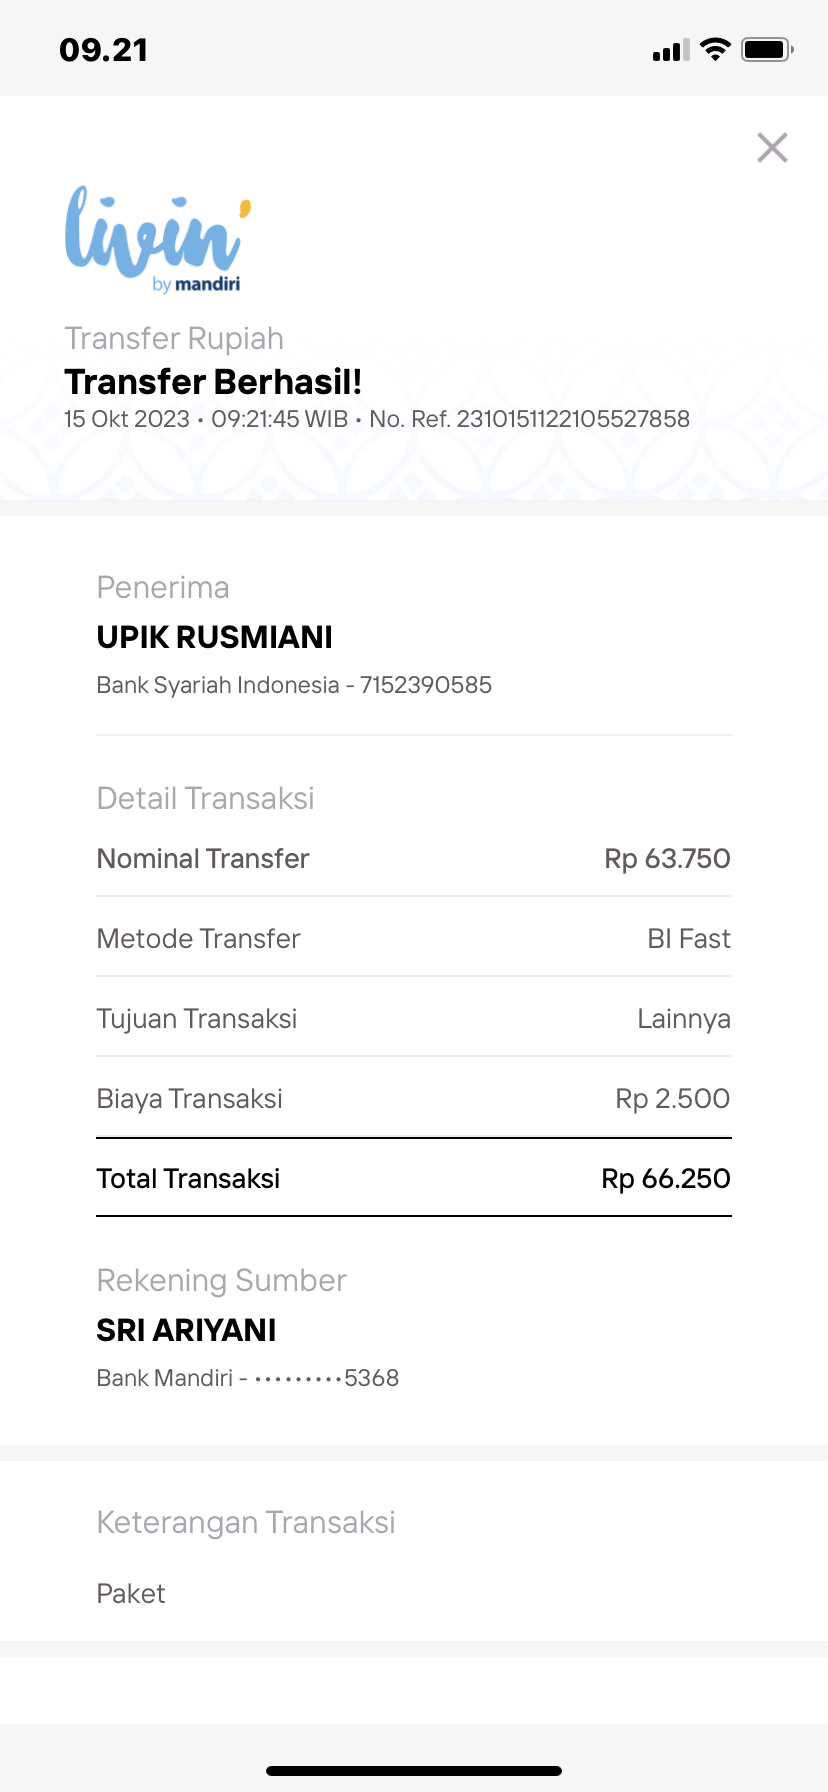 09.21
livin'
by mandiri
Transfer Rupiah
Transfer Berhasil!
15 Okt 2023 • 09:21:45 WIB • No. Ref. 2310151122105527858
Penerima
UPIK RUSMIANI
Bank Syariah Indonesia - 7152390585
Detail Transaksi
Nominal Transfer Rp 63.750
Metode Transfer BI Fast
Tujuan Transaksi Lainnya
Biaya Transaksi Rp 2.500
Total Transaksi Rp 66.250
Rekening Sumber
SRI ARIYANI
Bank Mandiri - •••••••••5368
Keterangan Transaksi
Paket